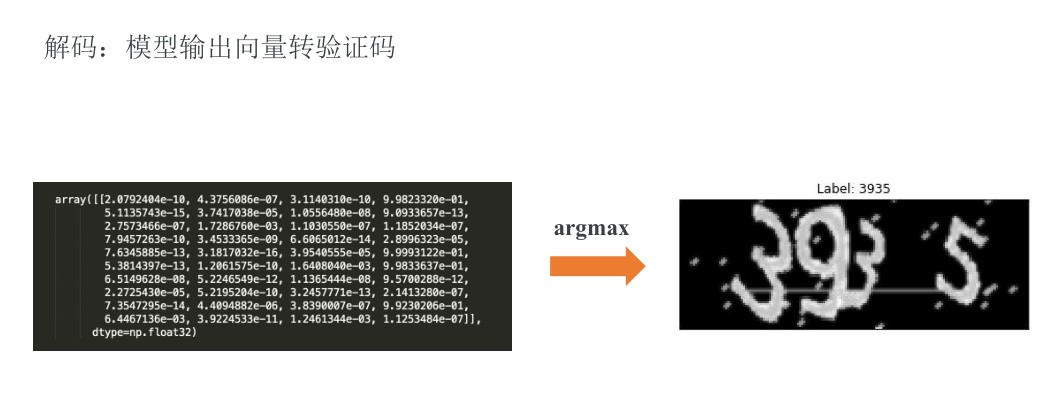 解码：模型输出向量转验证码
array([[2.0792404e-10, 4.3756086e-07, 3.1140310e-10, 9.9823320e-01,
5.1135743e-15, 3.7417038e-05, 1.0556480e-08, 9.0933657e-13,
2.7573466e-07, 1.7286760e-03, 1.1030550e-07, 1.1852034e-07,
7.9457263e-10, 3.4533365e-09, 6.6065012e-14, 2.8996323e-05,
7.6345885e-13, 3.1817032e-16, 3.9540555e-05, 9.9993122e-01,
5.3814397e-13, 1.2061575e-10, 1.6408040e-03, 9.9833637e-01,
6.5149628e-08, 5.2246549e-12, 1.1365444e-08, 9.5700288e-12,
2.2725430e-05, 5.2195204e-10, 3.2457771e-13, 2.1413280e-07,
7.3547295e-14, 4.4094882e-06, 3.8390007e-07, 9.9230206e-01,
6.4467136e-03, 3.9224533e-11, 1.2461344e-03, 1.1253484e-07]],
dtype=np.float32)
argmax
Label: 3935
3935